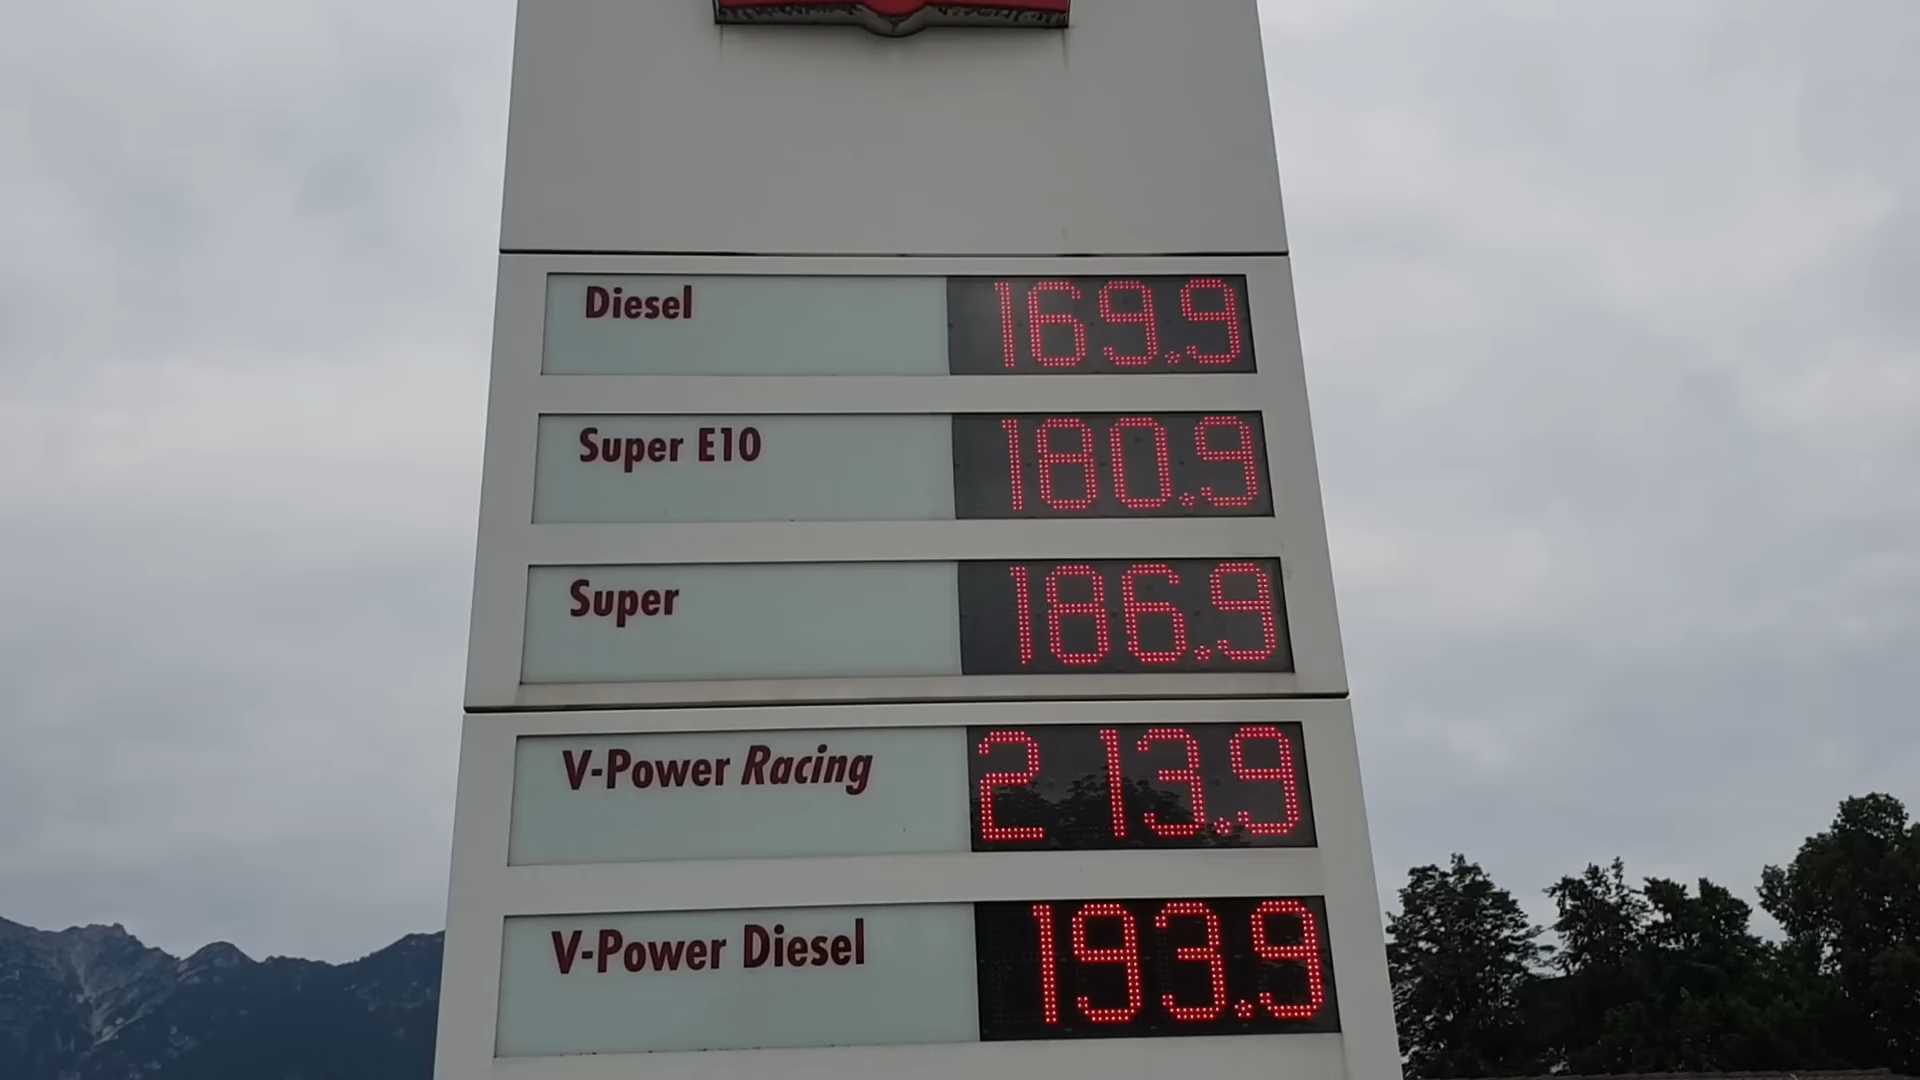 Diesel 169.9
Super E10 180.9
Super 186.9
V-Power Racing 213.9
V-Power Diesel 193.9